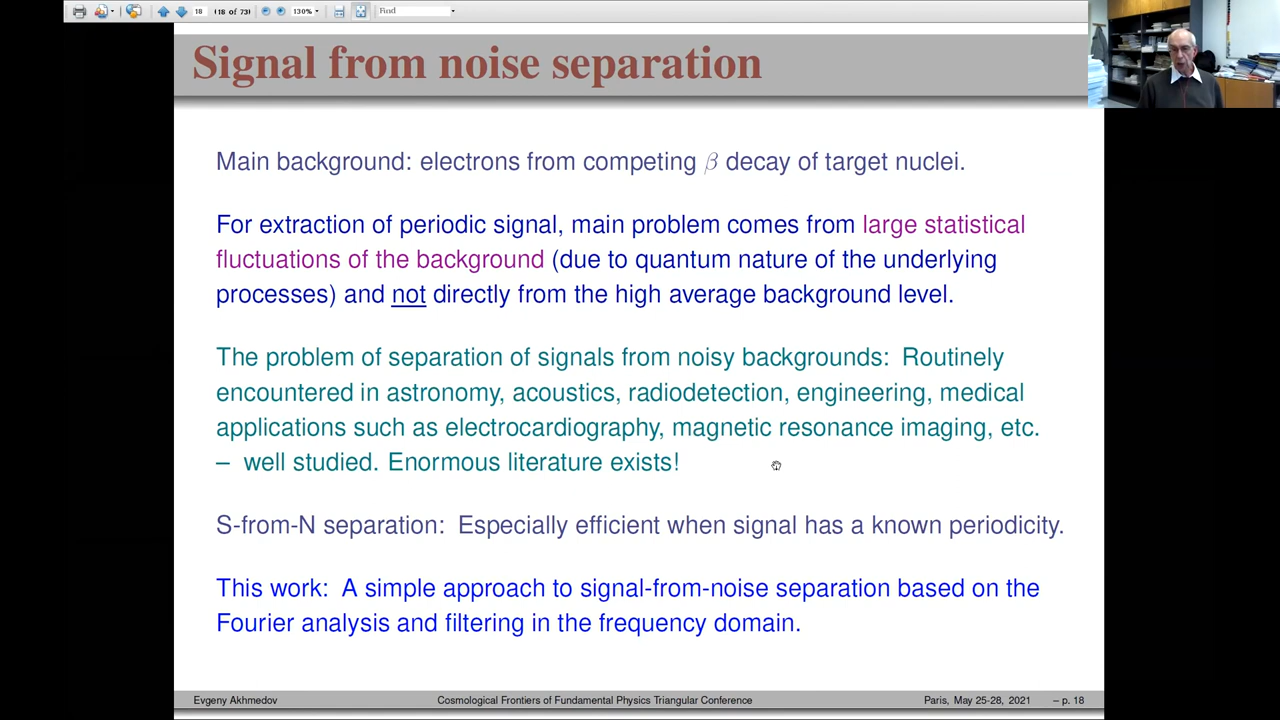 18 (18 of 73) 130% Find
Signal from noise separation
Main background: electrons from competing β decay of target nuclei.
For extraction of periodic signal, main problem comes from large statistical
fluctuations of the background (due to quantum nature of the underlying
processes) and not directly from the high average background level.
The problem of separation of signals from noisy backgrounds: Routinely
encountered in astronomy, acoustics, radiodetection, engineering, medical
applications such as electrocardiography, magnetic resonance imaging, etc.
– well studied. Enormous literature exists!
S-from-N separation: Especially efficient when signal has a known periodicity.
This work: A simple approach to signal-from-noise separation based on the
Fourier analysis and filtering in the frequency domain.
Evgeny Akhmedov Cosmological Frontiers of Fundamental Physics Triangular Conference Paris, May 25-28, 2021 – p. 18